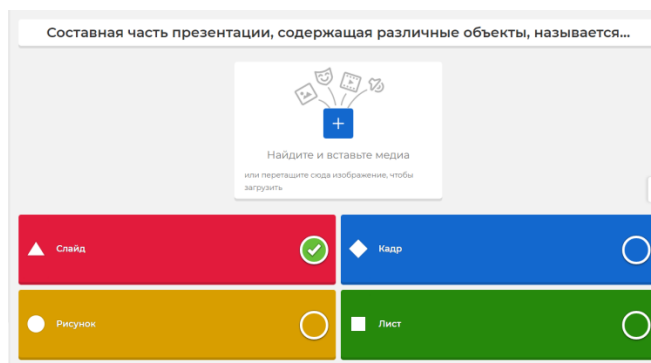 Составная часть презентации, содержащая различные объекты, называется...
Найдите и вставьте медиа
или перетащите сюда изображение, чтобы
загрузить
Слайд
Кадр
Рисунок
Лист